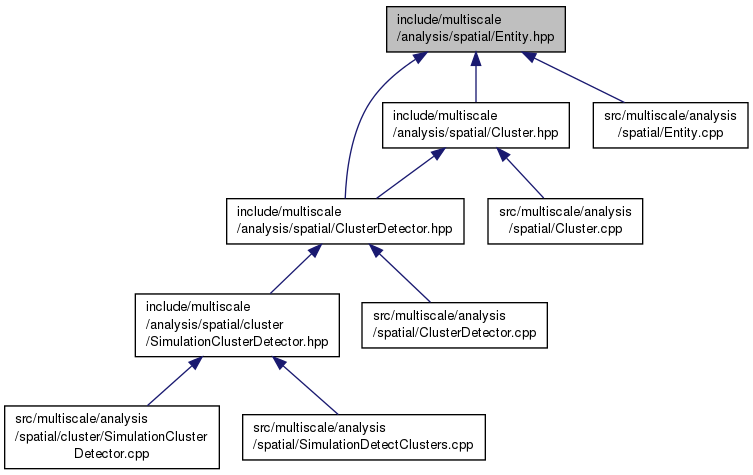 include/multiscale
/analysis/spatial/Entity.hpp
include/multiscale
/analysis/spatial/Cluster.hpp
src/multiscale/analysis
/spatial/Entity.cpp
include/multiscale
/analysis/spatial/ClusterDetector.hpp
src/multiscale/analysis
/spatial/Cluster.cpp
include/multiscale
/analysis/spatial/cluster
/SimulationClusterDetector.hpp
src/multiscale/analysis
/spatial/ClusterDetector.cpp
src/multiscale/analysis
/spatial/cluster/SimulationCluster
Detector.cpp
src/multiscale/analysis
/spatial/SimulationDetectClusters.cpp